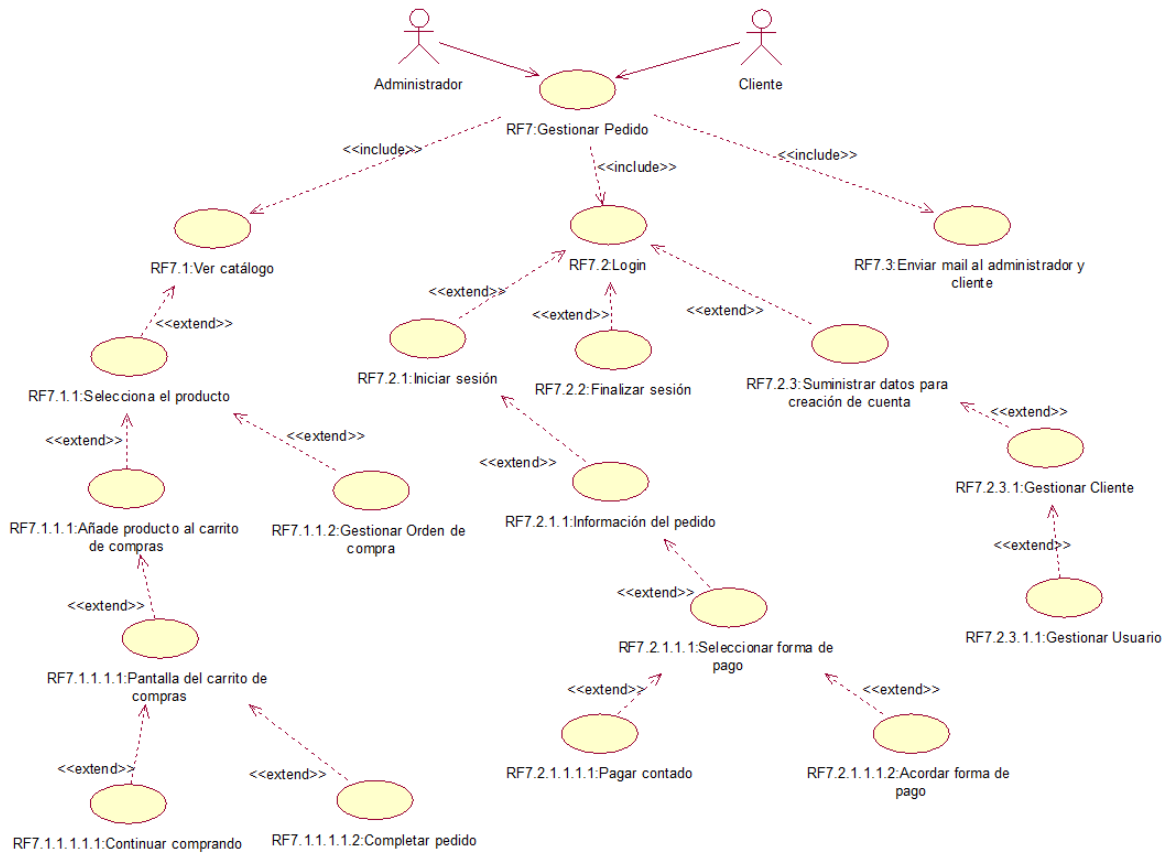 Administrador
Cliente
RF7:Gestionar Pedido
<<include>>
<<include>>
<<include>>
RF7.1:Ver catálogo
RF7.2:Login
RF7.3:Enviar mail al administrador y
cliente
<<extend>>
<<extend>>
<<extend>>
<<extend>>
RF7.1.1:Selecciona el producto
RF7.2.1:Iniciar sesión
RF7.2.2:Finalizar sesión
RF7.2.3:Suministrar datos para
creación de cuenta
<<extend>>
<<extend>>
<<extend>>
<<extend>>
RF7.1.1.1:Añade producto al carrito
de compras
RF7.1.1.2:Gestionar Orden de
compra
RF7.2.1.1:Información del pedido
RF7.2.3.1:Gestionar Cliente
<<extend>>
<<extend>>
<<extend>>
RF7.1.1.1.1:Pantalla del carrito de
compras
RF7.2.1.1.1:Seleccionar forma de
pago
RF7.2.3.1.1:Gestionar Usuario
<<extend>>
<<extend>>
<<extend>>
<<extend>>
RF7.1.1.1.1.1:Continuar comprando
RF7.1.1.1.1.2:Completar pedido
RF7.2.1.1.1.1:Pagar contado
RF7.2.1.1.1.2:Acordar forma de
pago